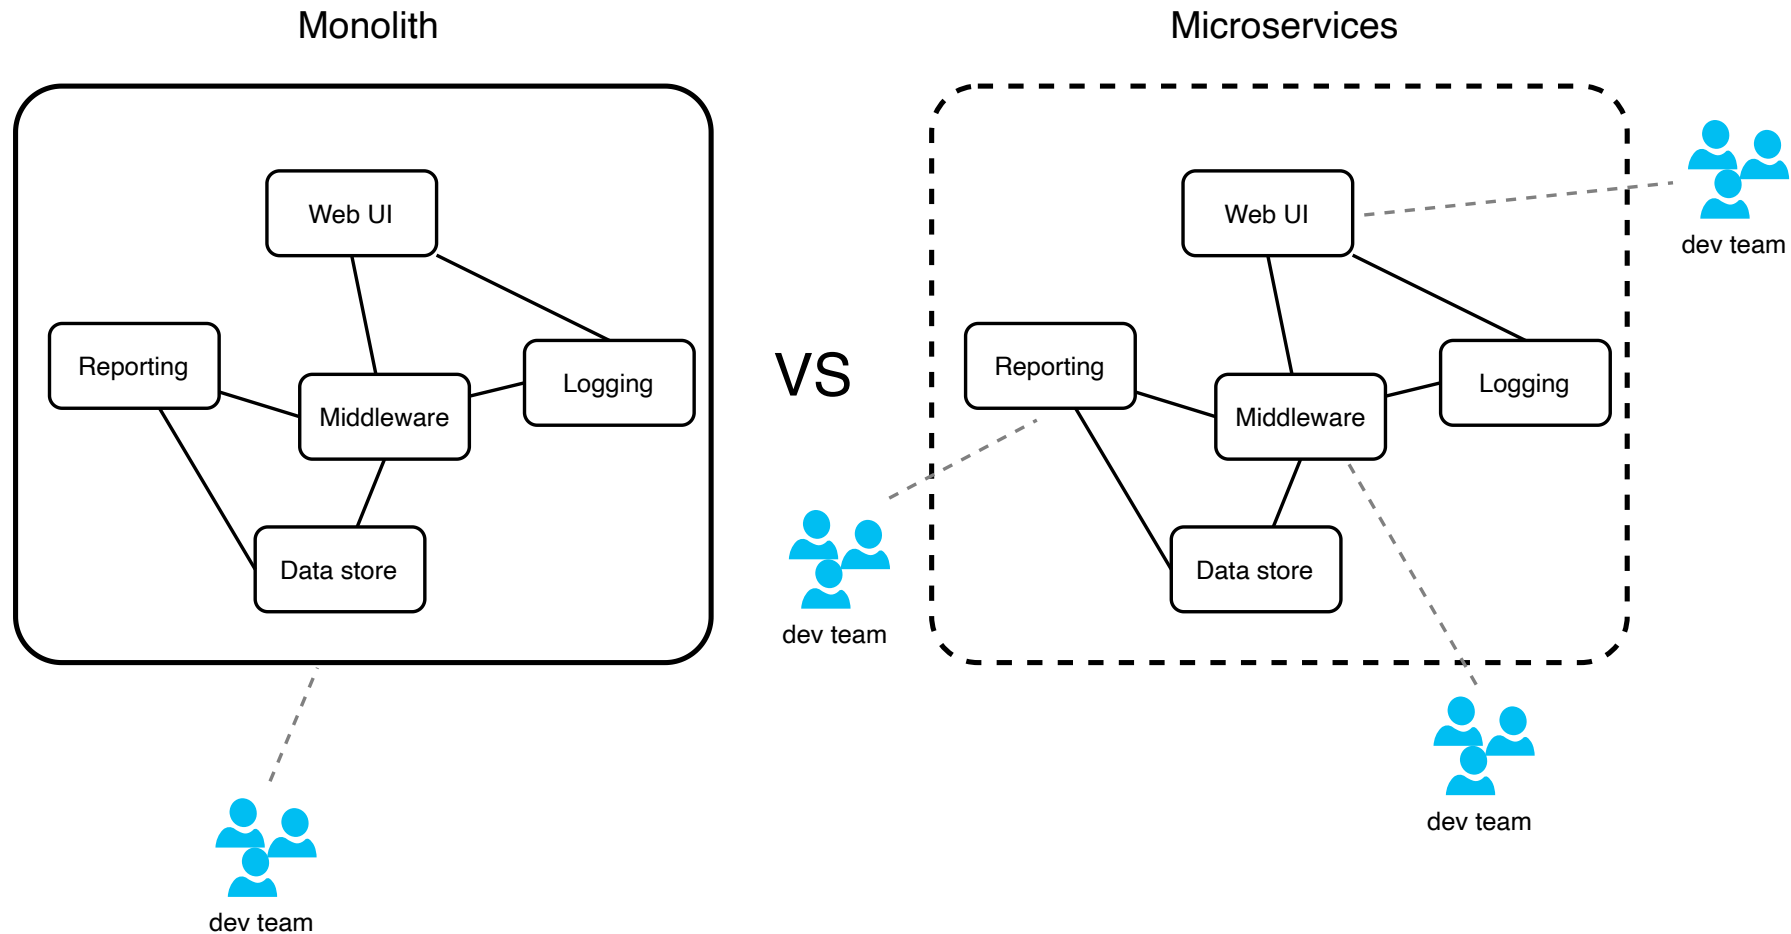 Monolith
Web UI
Reporting
Logging
Middleware
Data store
dev team
VS
Microservices
Web UI
dev team
Reporting
Logging
Middleware
Data store
dev team
dev team